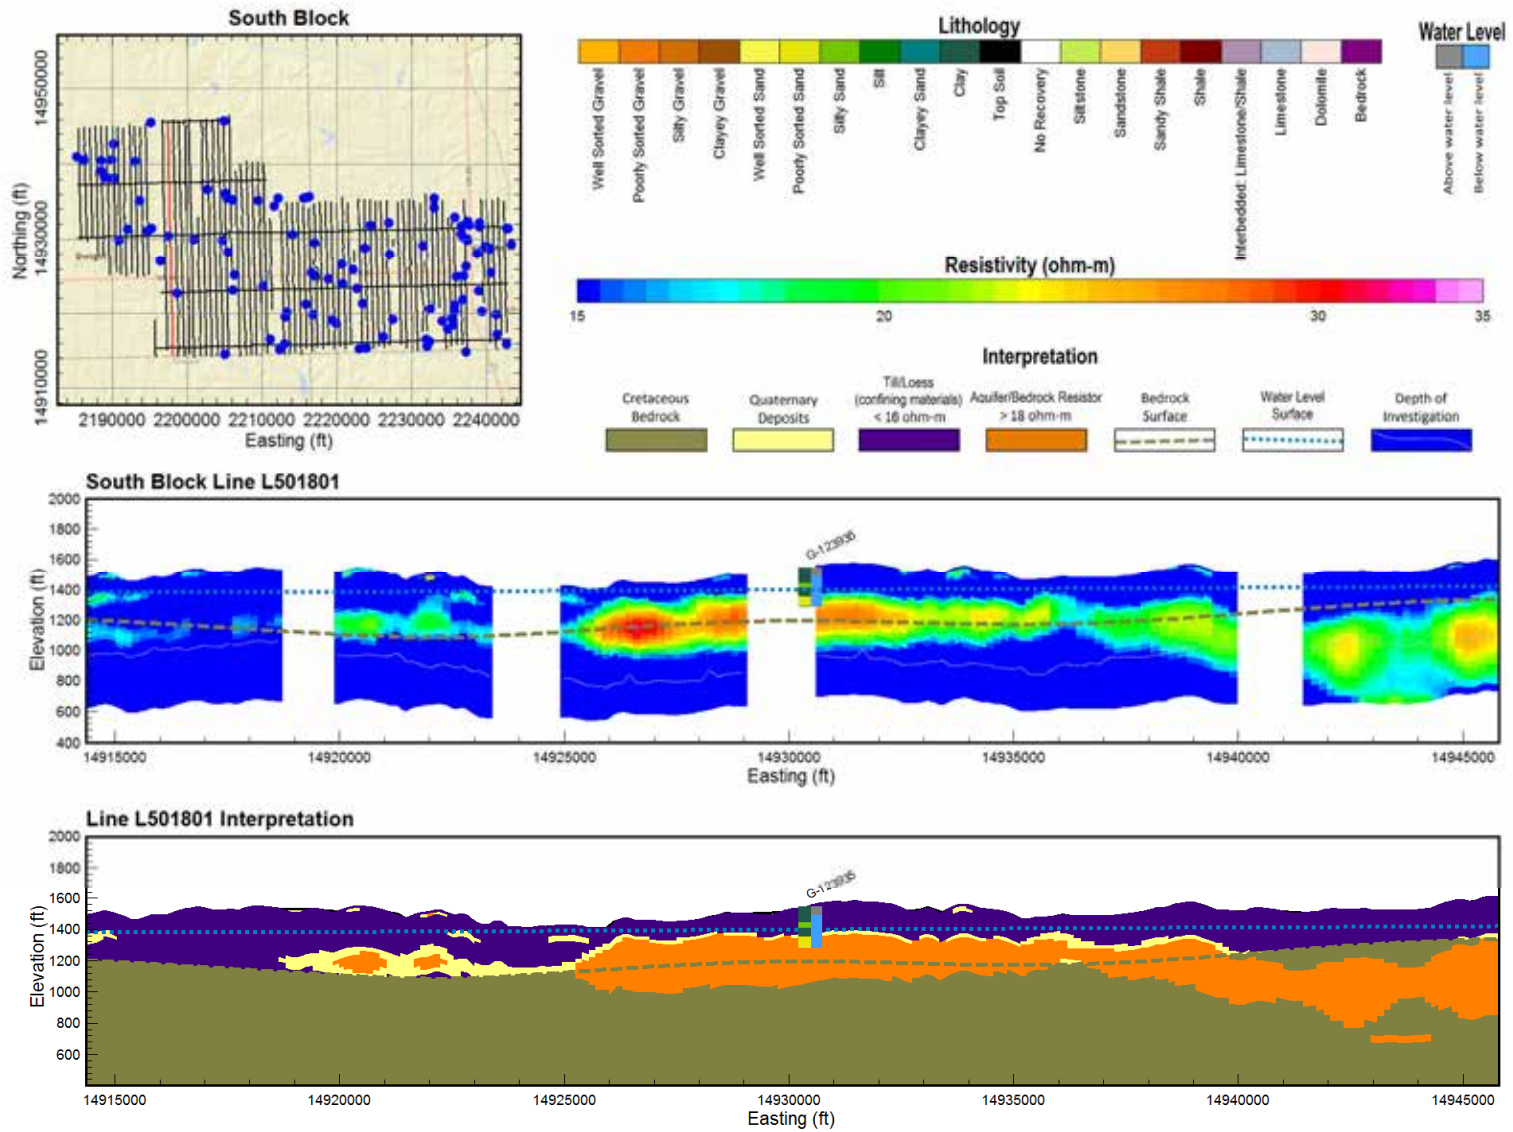 South Block
14950000
14930000
14910000
Northing (ft)
2190000 2200000 2210000 2220000 2230000 2240000
Easting (ft)
Lithology
Well Sorted Gravel
Poorly Sorted Gravel
Silty Gravel
Clayey Gravel
Well Sorted Sand
Poorly Sorted Sand
Silty Sand
Silt
Clayey Sand
Clay
Top Soil
No Recovery
Siltstone
Sandstone
Sandy Shale
Shale
Interbedded: Limestone/Shale
Limestone
Dolomite
Bedrock
Water Level
Above water level
Below water level
Resistivity (ohm-m)
15 20 30 35
Interpretation
Cretaceous
Bedrock
Quaternary
Deposits
Till/Loess
(confining materials)
< 16 ohm-m
Aquifer/Bedrock Resistor
> 18 ohm-m
Bedrock
Surface
Water Level
Surface
Depth of
Investigation
South Block Line L501801
2000
1800
1600
1400
1200
1000
800
600
400
Elevation (ft)
G-123936
14915000 14920000 14925000 14930000 14935000 14940000 14945000
Easting (ft)
Line L501801 Interpretation
2000
1800
1600
1400
1200
1000
800
600
Elevation (ft)
G-123935
14915000 14920000 14925000 14930000 14935000 14940000 14945000
Easting (ft)